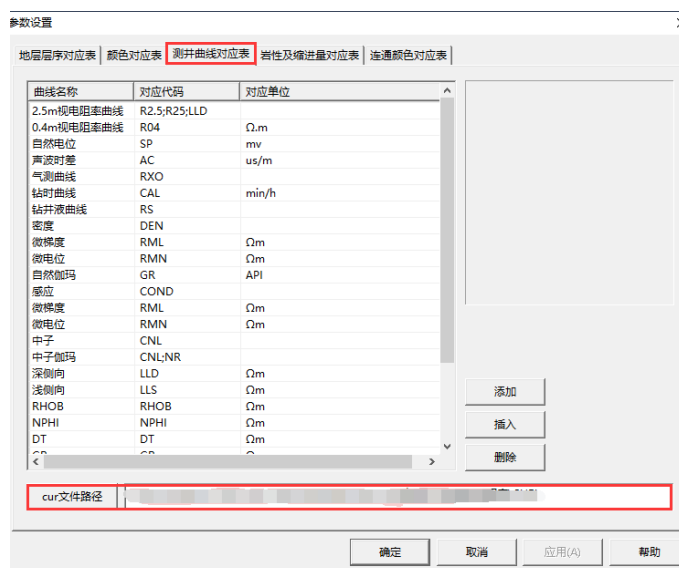 参数设置
地层层序对应表 颜色对应表 测井曲线对应表 岩性及缩进量对应表 连通颜色对应表
曲线名称 对应代码 对应单位
2.5m视电阻率曲线 R2.5;R25;LLD
0.4m视电阻率曲线 R04 Ω.m
自然电位 SP mv
声波时差 AC us/m
气测曲线 RXO
钻时曲线 CAL min/h
钻井液曲线 RS
密度 DEN
微梯度 RML Ωm
微电位 RMN Ωm
自然伽玛 GR API
感应 COND
微梯度 RML Ωm
微电位 RMN Ωm
中子 CNL
中子伽玛 CNL;NR
深侧向 LLD Ωm
浅侧向 LLS Ωm
RHOB RHOB Ωm
NPHI NPHI Ωm
DT DT Ωm
添加
插入
删除
cur文件路径
确定 取消 应用(A) 帮助